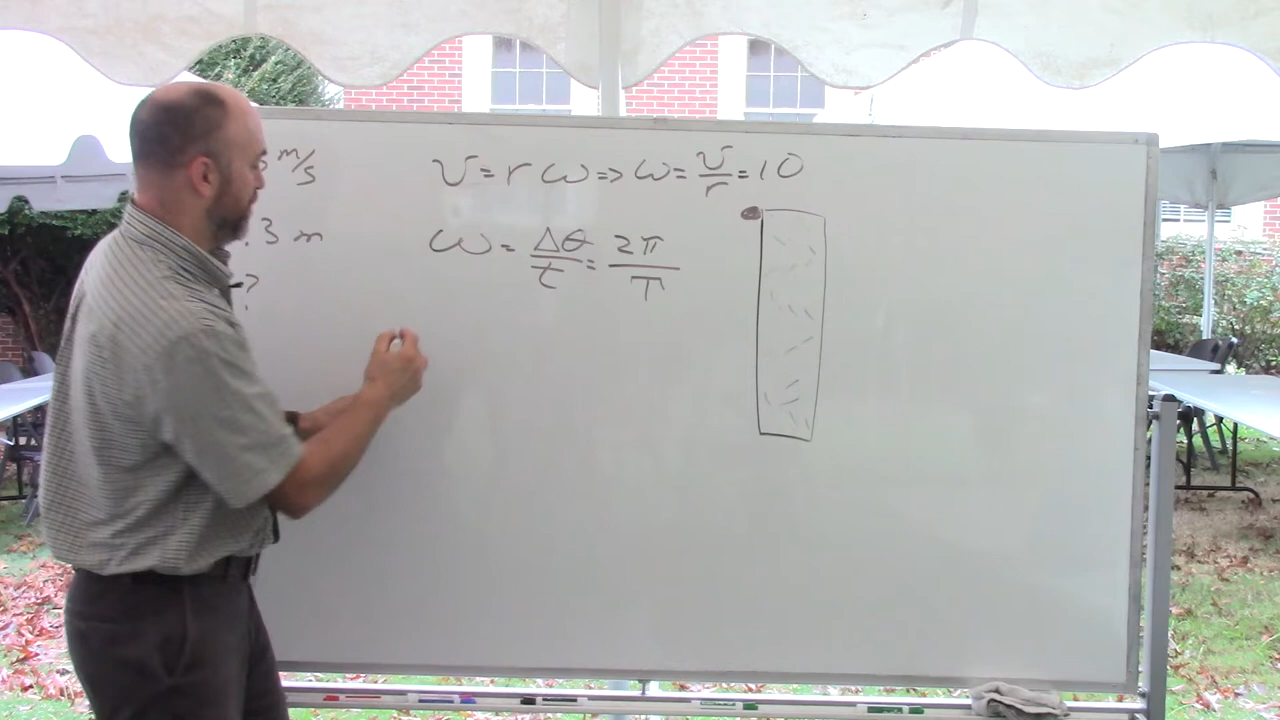 m/s
v = r ω => ω = v/r = 10
.3 m
ω = Δθ/t = 2π/T
?